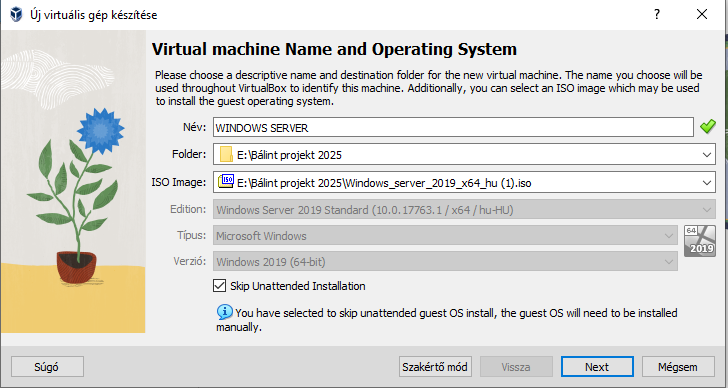 Új virtuális gép készítése
Virtual machine Name and Operating System
Please choose a descriptive name and destination folder for the new virtual machine. The name you choose will be
used throughout VirtualBox to identify this machine. Additionally, you can select an ISO image which may be used
to install the guest operating system.
Név: WINDOWS SERVER
Folder: E:\Bálint projekt 2025
ISO Image: ISO E:\Bálint projekt 2025\Windows_server_2019_x64_hu (1).iso
Edition: Windows Server 2019 Standard (10.0.17763.1 / x64 / hu-HU)
Típus: Microsoft Windows
64
2019
Verzió: Windows 2019 (64-bit)
Skip Unattended Installation
You have selected to skip unattended guest OS install, the guest OS will need to be installed
manually.
Súgó Szakértő mód Vissza Next Mégsem